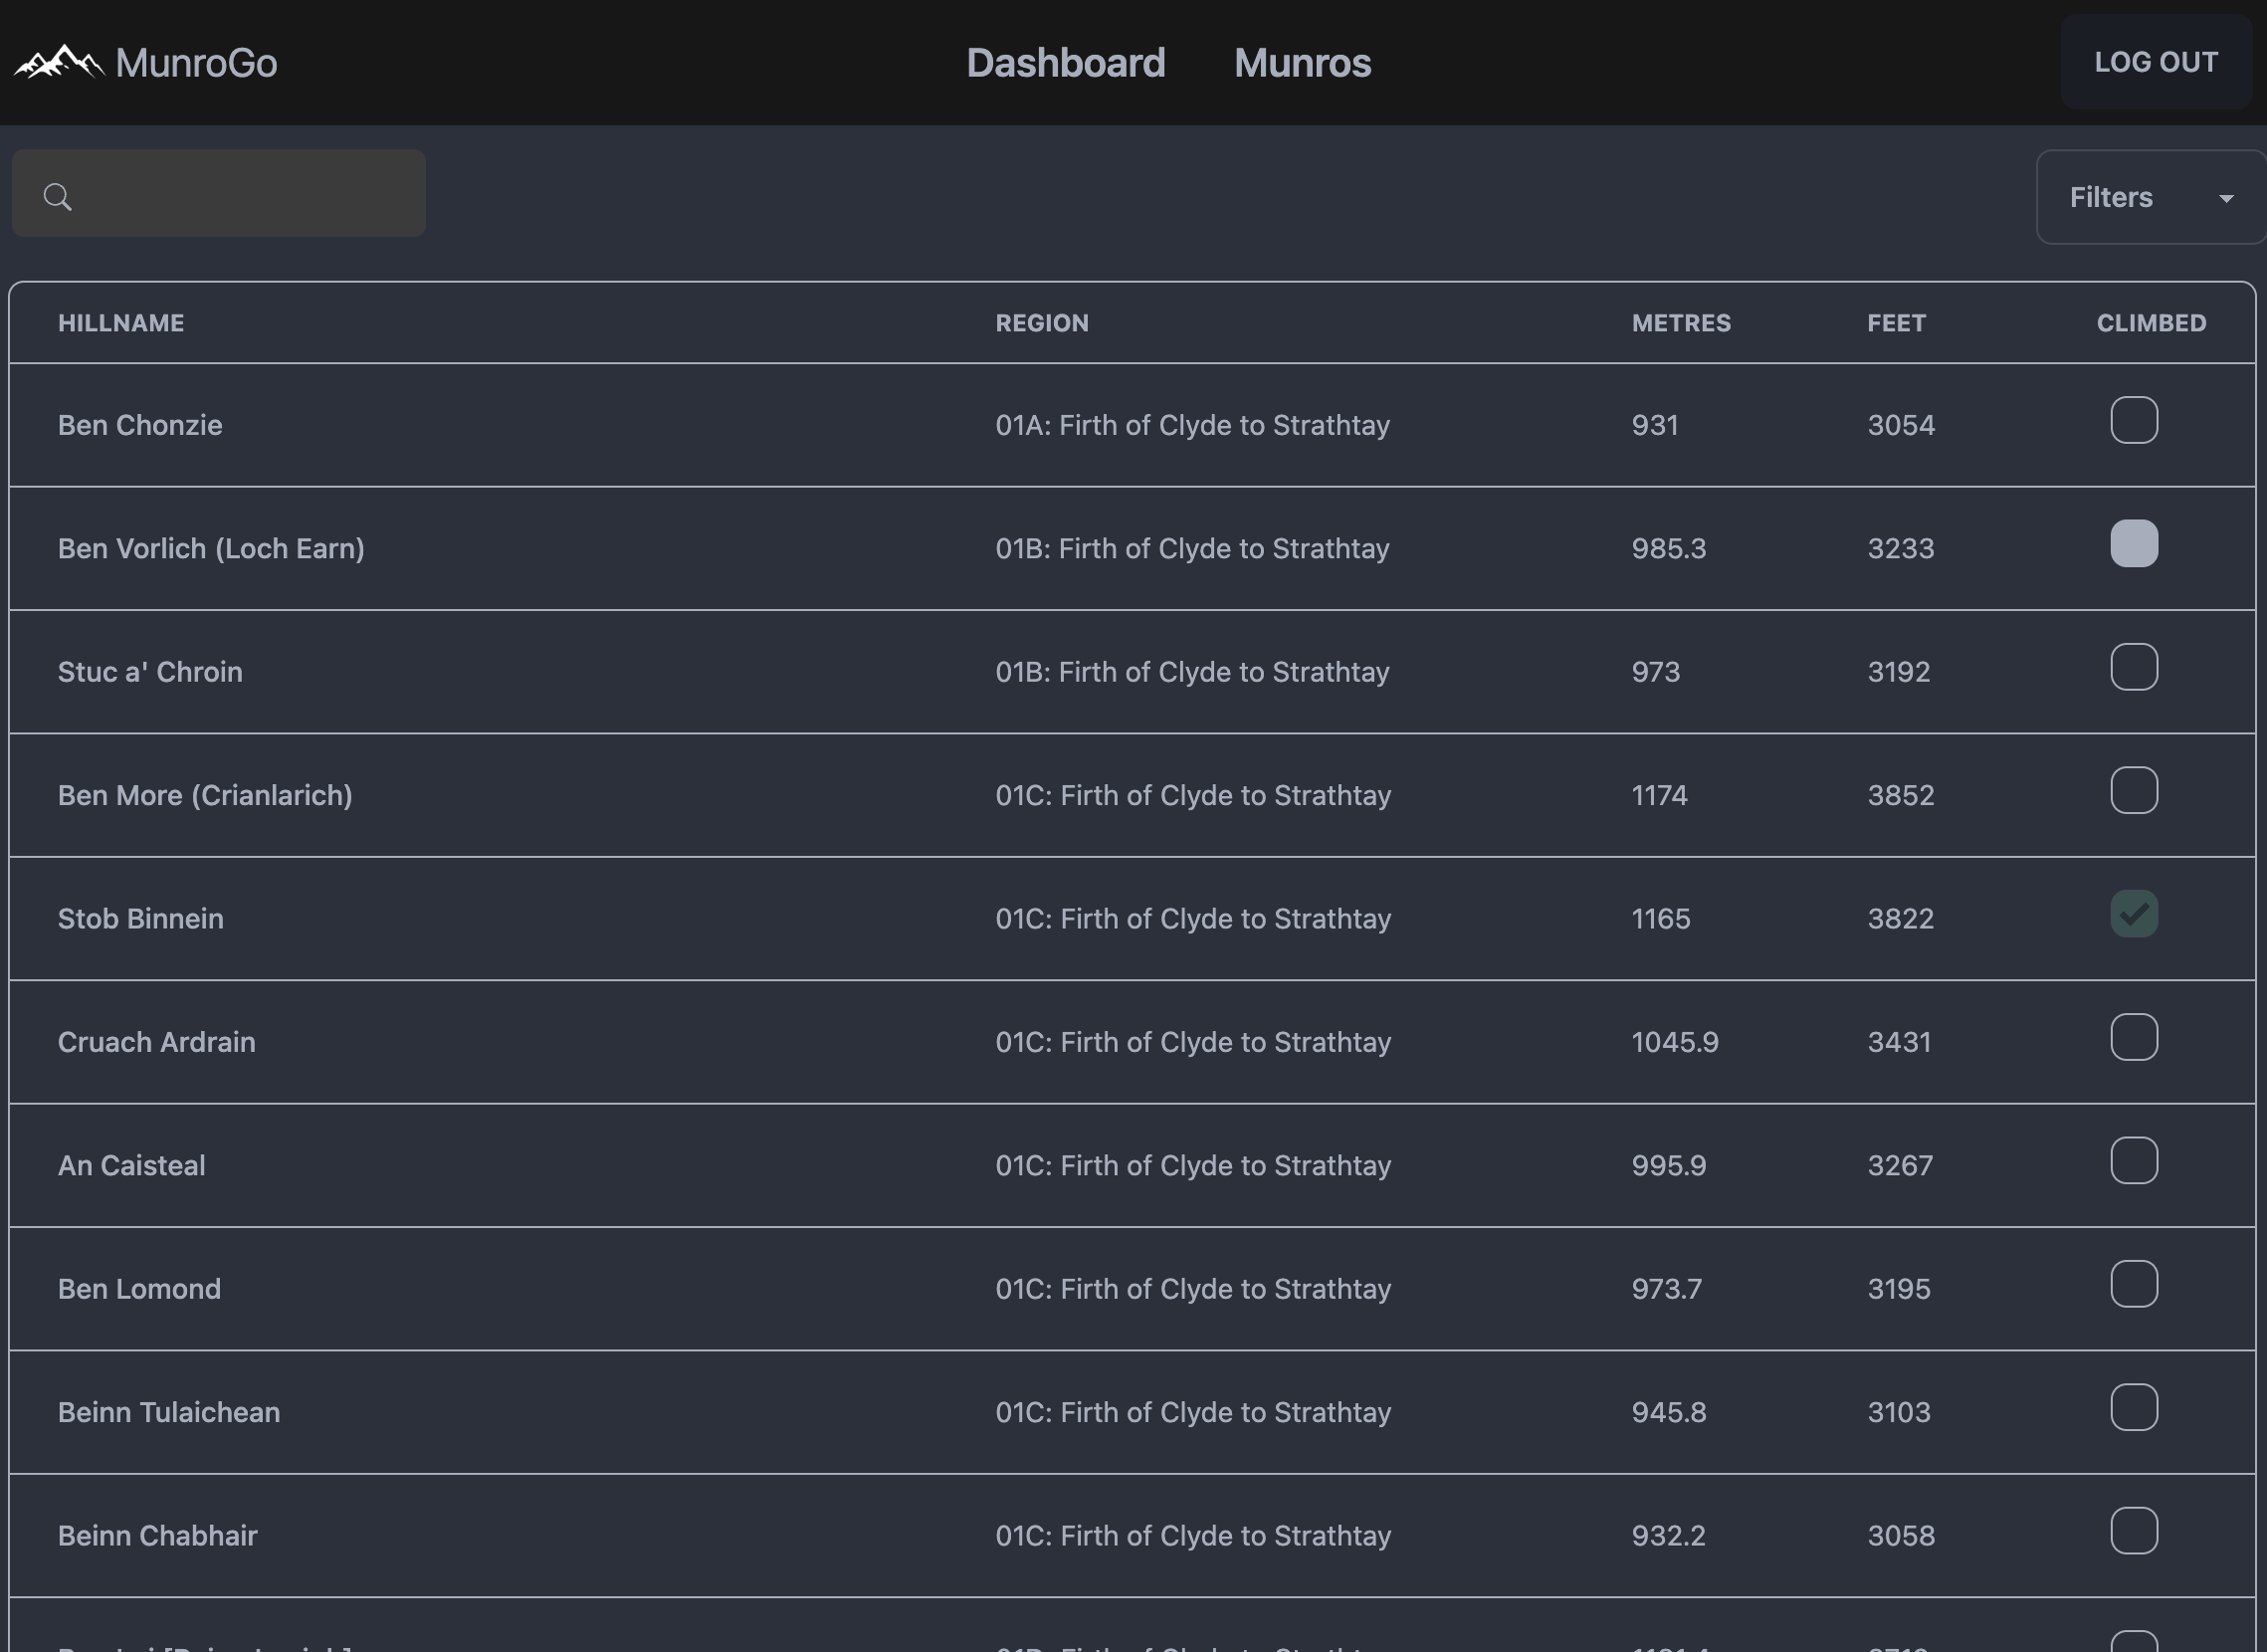 MunroGo Dashboard Munros LOG OUT
Filters
HILLNAME REGION METRES FEET CLIMBED
Ben Chonzie 01A: Firth of Clyde to Strathtay 931 3054
Ben Vorlich (Loch Earn) 01B: Firth of Clyde to Strathtay 985.3 3233
Stuc a' Chroin 01B: Firth of Clyde to Strathtay 973 3192
Ben More (Crianlarich) 01C: Firth of Clyde to Strathtay 1174 3852
Stob Binnein 01C: Firth of Clyde to Strathtay 1165 3822
Cruach Ardrain 01C: Firth of Clyde to Strathtay 1045.9 3431
An Caisteal 01C: Firth of Clyde to Strathtay 995.9 3267
Ben Lomond 01C: Firth of Clyde to Strathtay 973.7 3195
Beinn Tulaichean 01C: Firth of Clyde to Strathtay 945.8 3103
Beinn Chabhair 01C: Firth of Clyde to Strathtay 932.2 3058